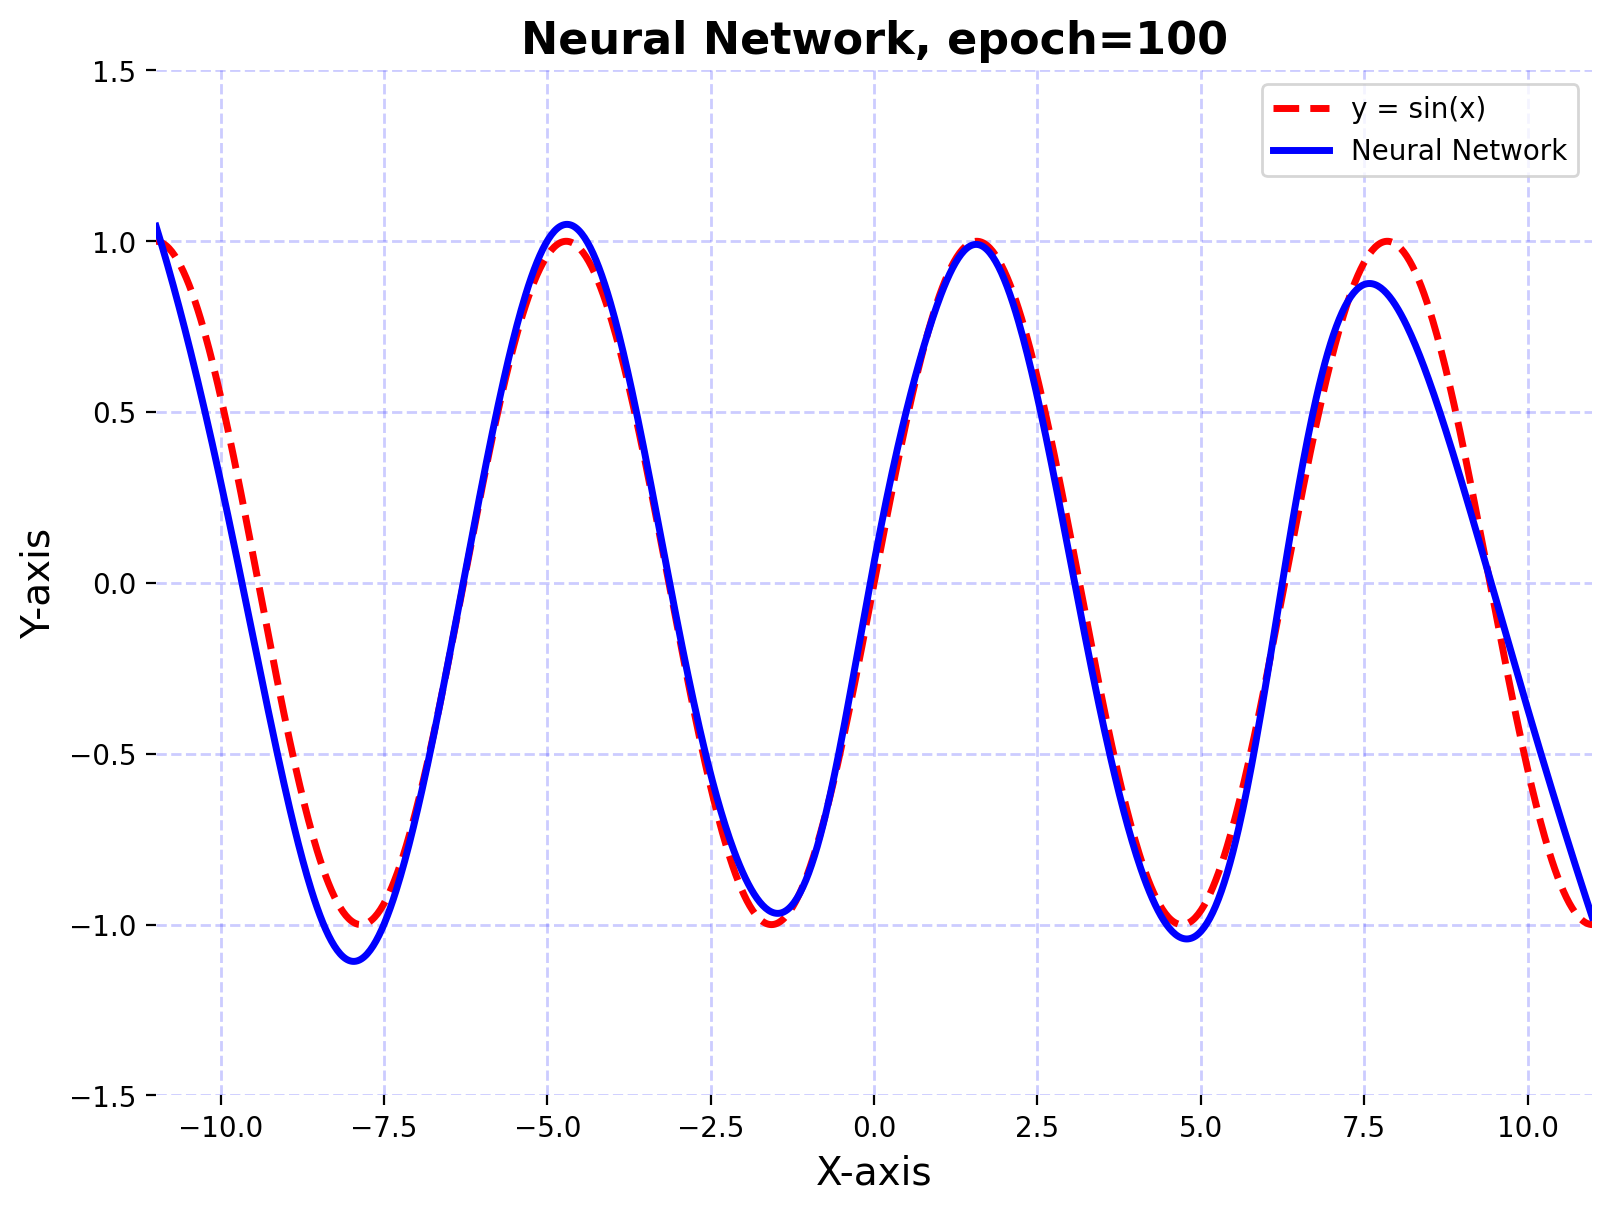 Neural Network, epoch=100
1.5
1.0
0.5
0.0
−0.5
−1.0
−1.5
Y-axis
y = sin(x)
Neural Network
−10.0 −7.5 −5.0 −2.5 0.0 2.5 5.0 7.5 10.0
X-axis